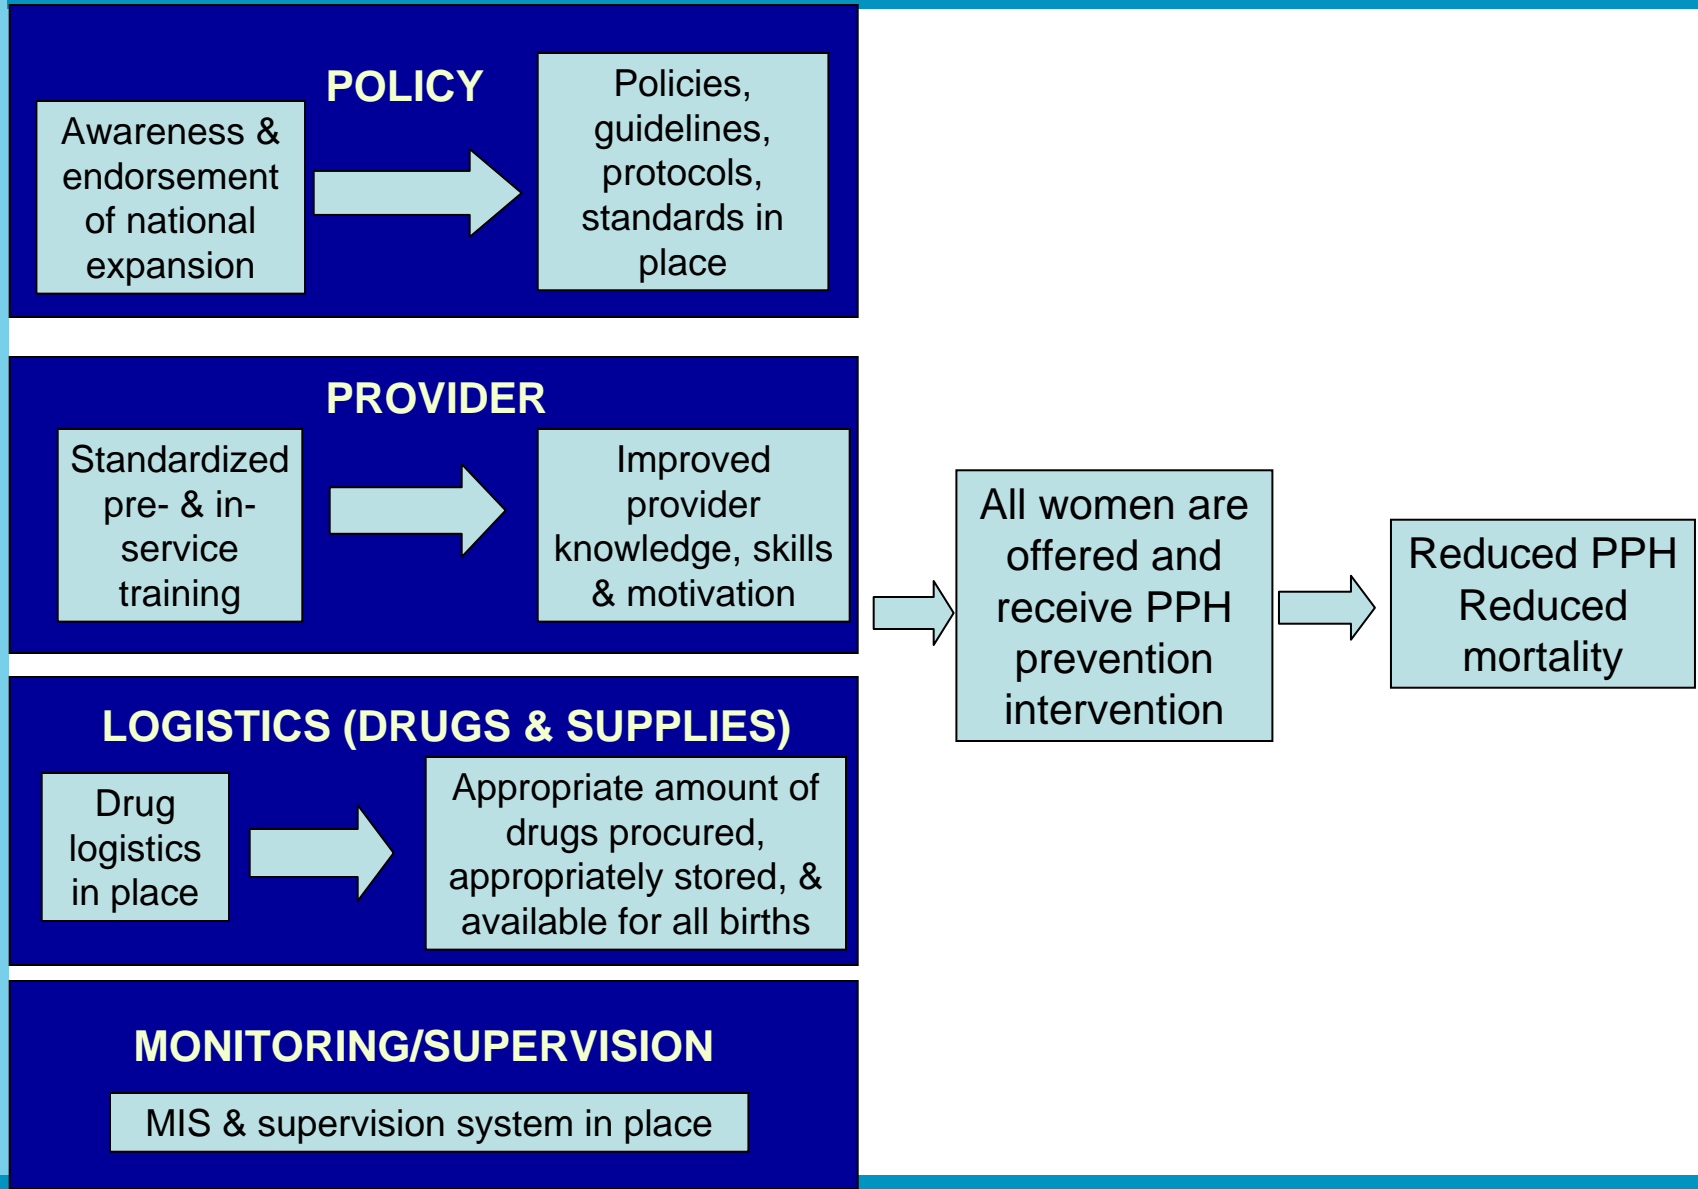 POLICY
Awareness &
endorsement
of national
expansion
Policies,
guidelines,
protocols,
standards in
place
PROVIDER
Standardized
pre- & in-
service
training
Improved
provider
knowledge, skills
& motivation
LOGISTICS (DRUGS & SUPPLIES)
Drug
logistics
in place
Appropriate amount of
drugs procured,
appropriately stored, &
available for all births
MONITORING/SUPERVISION
MIS & supervision system in place
All women are
offered and
receive PPH
prevention
intervention
Reduced PPH
Reduced
mortality